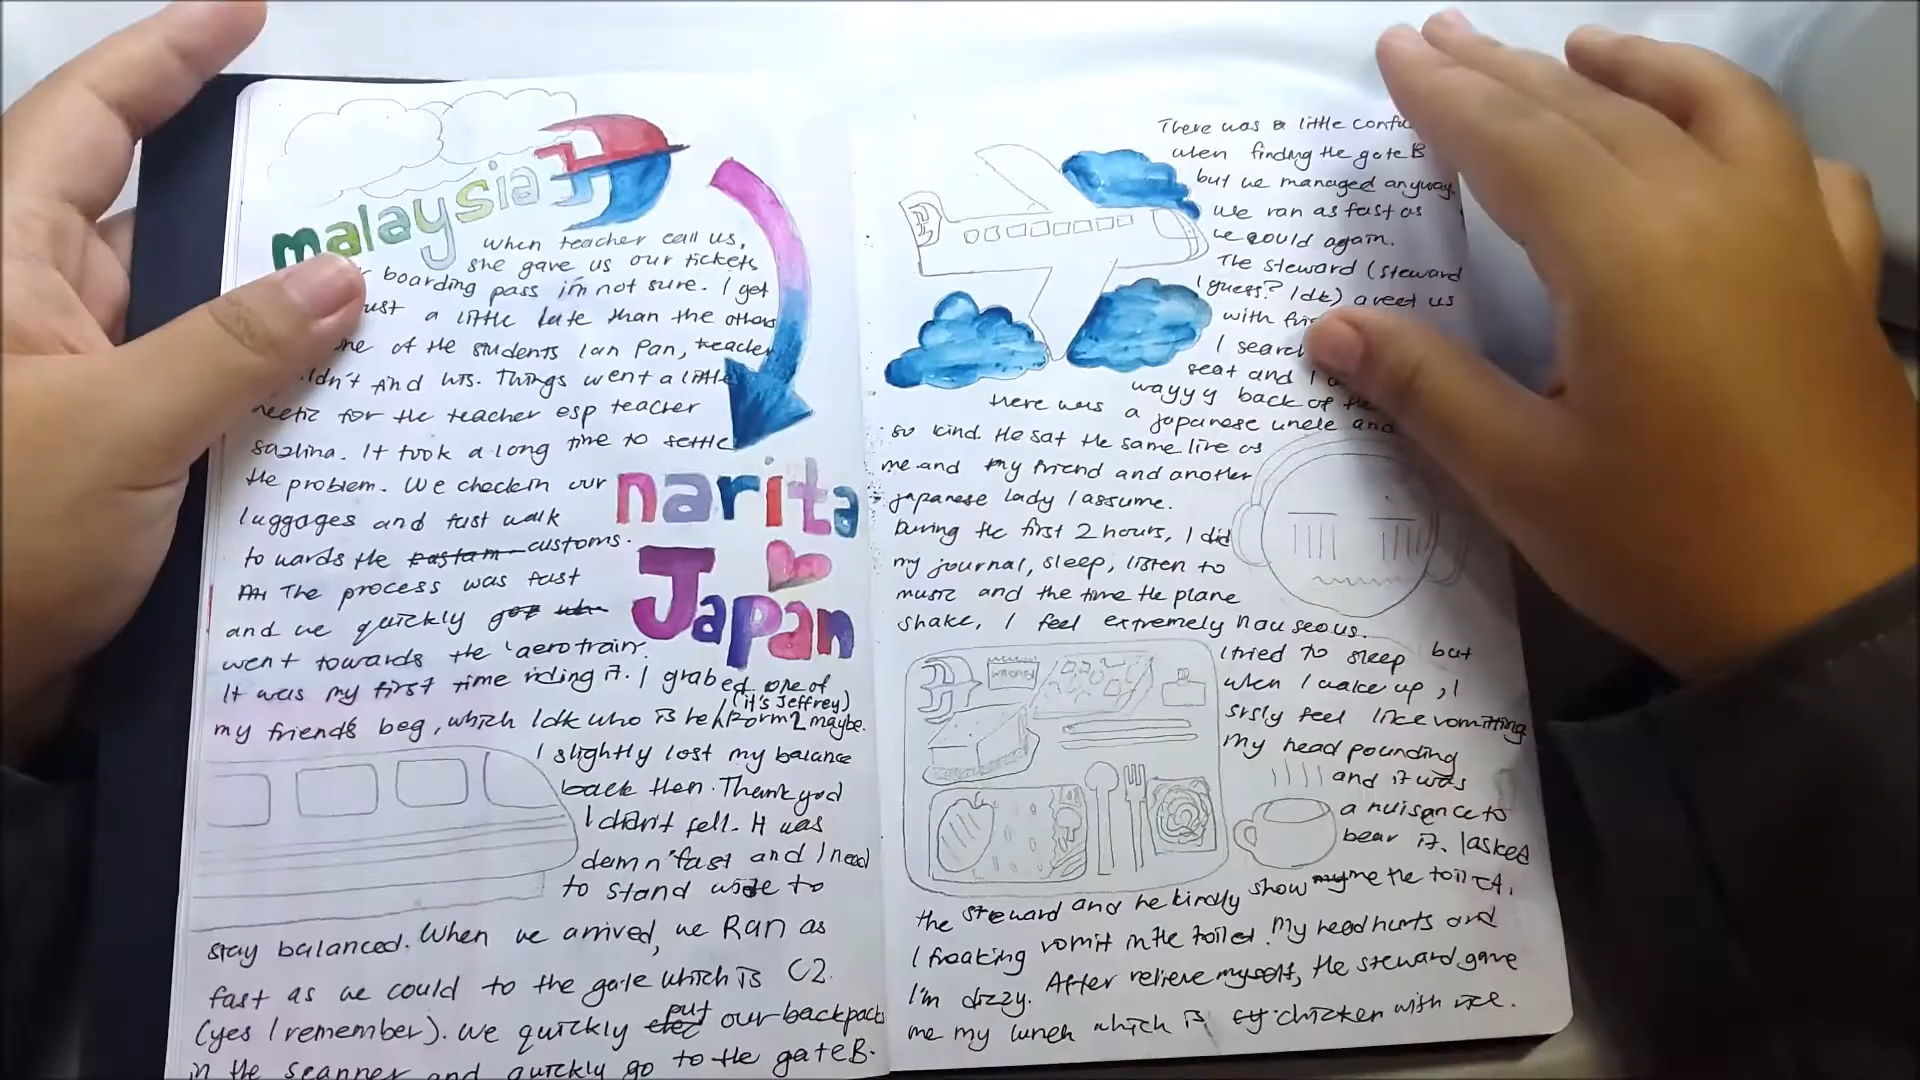 malaysia
when teacher call us,
she gave us our tickets
boarding pass i'm not sure. I get
just a little late than the others
one of the students Ian Pan, teacher
didn't find his. Things went a little
hectic for the teacher esp teacher
sazlina. It took a long time to settle
the problem. We checkin our
luggages and fast walk
towards the customs.
The process was fast
and we quickly
went towards the 'aerotrain'.
It was my first time riding it. I grabed one of
(it's Jeffrey)
my friends beg, which Idk who is he form 2 maybe.
I slightly lost my balance
back then. Thank god
I didn't fell. It was
damn fast and I need
to stand wide to
stay balanced. When we arrived, we Ran as
fast as we could to the gate which is C2.
(yes I remember). We quickly put our backpack
in the scanner and quickly go to the gate B.
narita
Japan
There was a little
when finding the gate B
but we managed anyway.
We ran as fast as
we could again.
The steward (steward
I guess? Idk) greet us
with
I
seat and I
wayyy back of the
there was a japanese uncle and
so kind. He sat the same line as
me and my friend and another
japanese lady I assume.
During the first 2 hours, I did
my journal, sleep, listen to
music and the time the plane
shake, I feel extremely nauseous.
I tried to sleep but
when I wake up, I
srsly feel like vomitting
My head pounding
and it was
a nuisance to
bear it. I asked
the steward and he kindly show me the toilet.
I freaking vomit in the toilet. My head hurts and
I'm dizzy. After relieve myself, the steward gave
me my lunch which is chicken with rice.